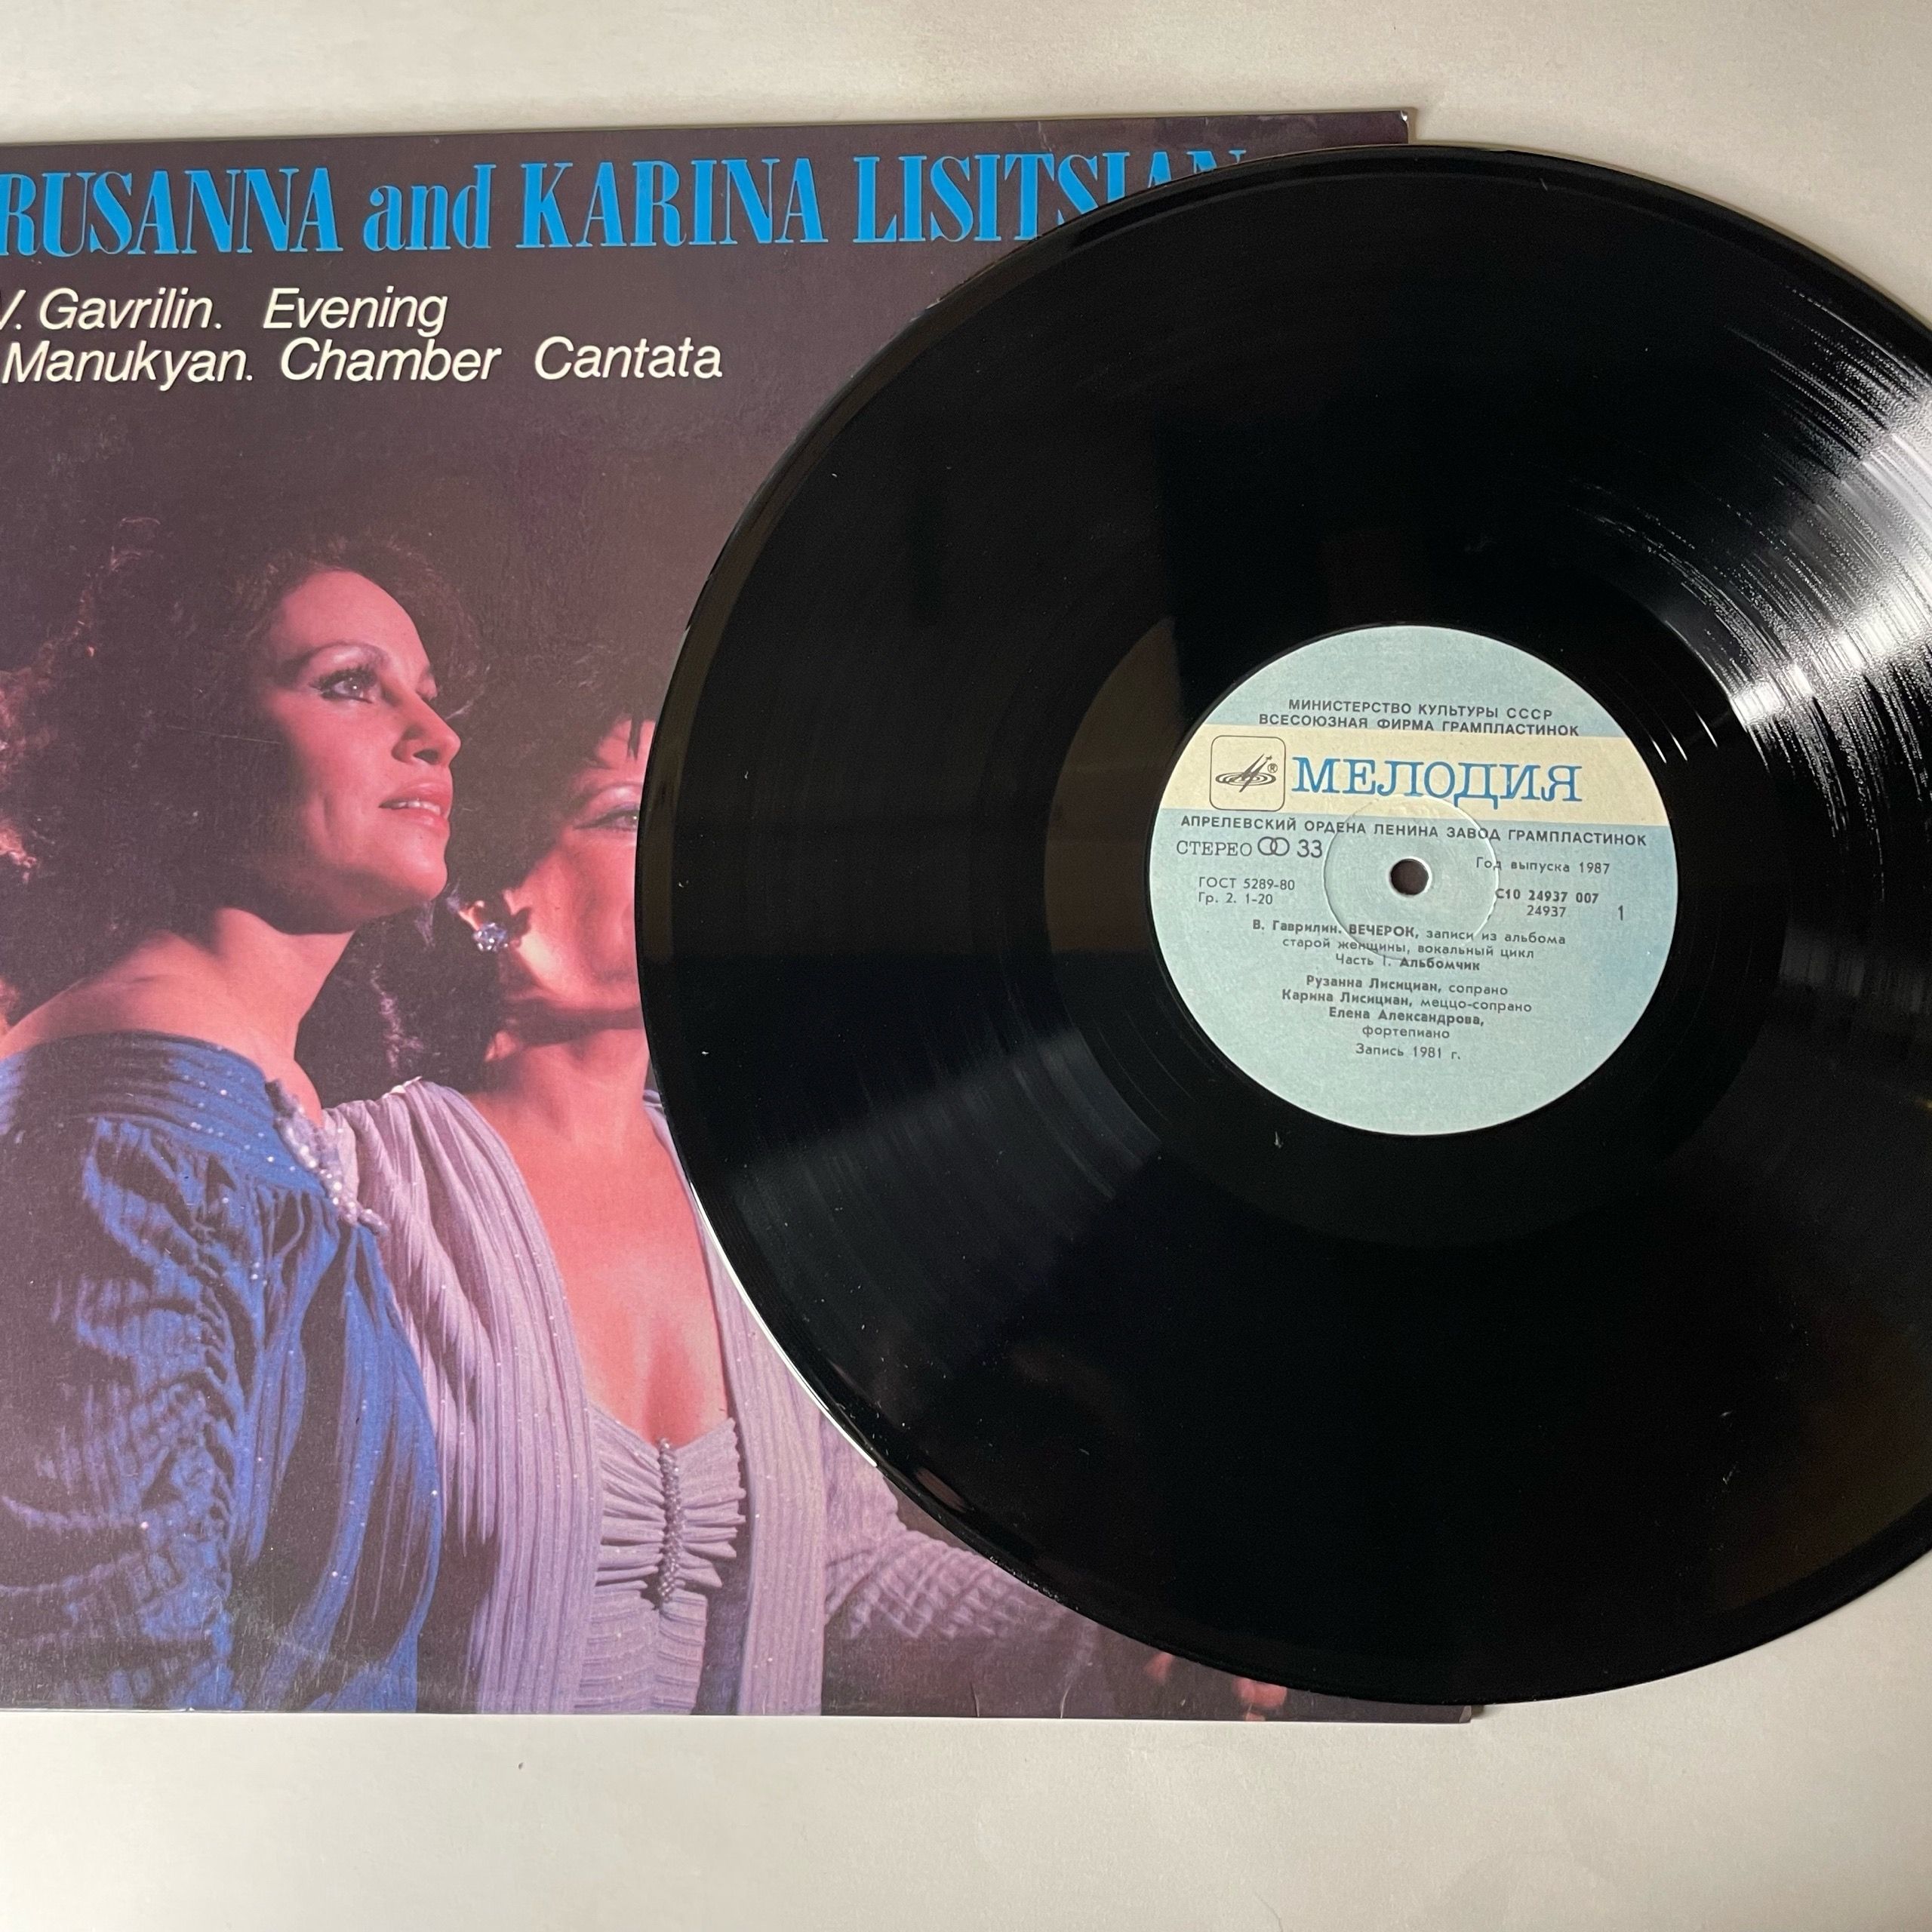 RUSANNA and KARINA LISITSIAN
V. Gavrilin. Evening
Manukyan. Chamber Cantata
МИНИСТЕРСТВО КУЛЬТУРЫ СССР
ВСЕСОЮЗНАЯ ФИРМА ГРАМПЛАСТИНОК
® МЕЛОДИЯ
АПРЕЛЕВСКИЙ ОРДЕНА ЛЕНИНА ЗАВОД ГРАМПЛАСТИНОК
СТЕРЕО 33
Год выпуска 1987
ГОСТ 5289-80
Гр. 2. 1-20
С10 24937 007
24937
1
В. Гаврилин. ВЕЧЕРОК, записи из альбома
старой женщины, вокальный цикл
Часть I. Альбомчик
Рузанна Лисициан, сопрано
Карина Лисициан, меццо-сопрано
Елена Александрова,
фортепиано
Запись 1981 г.